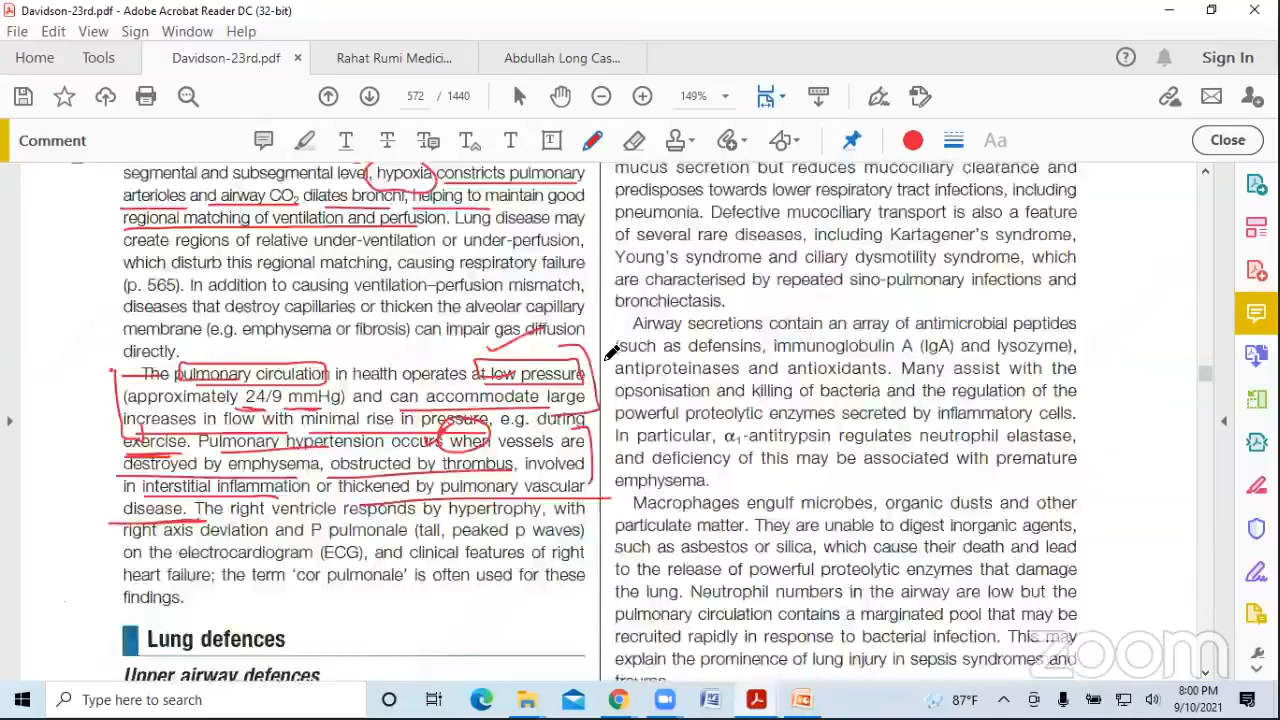 Davidson-23rd.pdf - Adobe Acrobat Reader DC (32-bit)
File Edit View Sign Window Help
Home Tools Davidson-23rd.pdf × Rahat Rumi Medici... Abdullah Long Cas... Sign In
572 / 1440 149%
Comment Close
segmental and subsegmental level, hypoxia constricts pulmonary
arterioles and airway CO₂ dilates bronchi, helping to maintain good
regional matching of ventilation and perfusion. Lung disease may
create regions of relative under-ventilation or under-perfusion,
which disturb this regional matching, causing respiratory failure
(p. 565). In addition to causing ventilation–perfusion mismatch,
diseases that destroy capillaries or thicken the alveolar capillary
membrane (e.g. emphysema or fibrosis) can impair gas diffusion
directly.
The pulmonary circulation in health operates at low pressure
(approximately 24/9 mmHg) and can accommodate large
increases in flow with minimal rise in pressure, e.g. during
exercise. Pulmonary hypertension occurs when vessels are
destroyed by emphysema, obstructed by thrombus, involved
in interstitial inflammation or thickened by pulmonary vascular
disease. The right ventricle responds by hypertrophy, with
right axis deviation and P pulmonale (tall, peaked p waves)
on the electrocardiogram (ECG), and clinical features of right
heart failure; the term ‘cor pulmonale’ is often used for these
findings.
Lung defences
Upper airway defences
mucus secretion but reduces mucociliary clearance and
predisposes towards lower respiratory tract infections, including
pneumonia. Defective mucociliary transport is also a feature
of several rare diseases, including Kartagener’s syndrome,
Young’s syndrome and ciliary dysmotility syndrome, which
are characterised by repeated sino-pulmonary infections and
bronchiectasis.
Airway secretions contain an array of antimicrobial peptides
(such as defensins, immunoglobulin A (IgA) and lysozyme),
antiproteinases and antioxidants. Many assist with the
opsonisation and killing of bacteria and the regulation of the
powerful proteolytic enzymes secreted by inflammatory cells.
In particular, α₁-antitrypsin regulates neutrophil elastase,
and deficiency of this may be associated with premature
emphysema.
Macrophages engulf microbes, organic dusts and other
particulate matter. They are unable to digest inorganic agents,
such as asbestos or silica, which cause their death and lead
to the release of powerful proteolytic enzymes that damage
the lung. Neutrophil numbers in the airway are low but the
pulmonary circulation contains a marginated pool that may be
recruited rapidly in response to bacterial infection. This may
explain the prominence of lung injury in sepsis syndromes and
trauma.
zoom
Type here to search 87°F 8:00 PM
9/10/2021